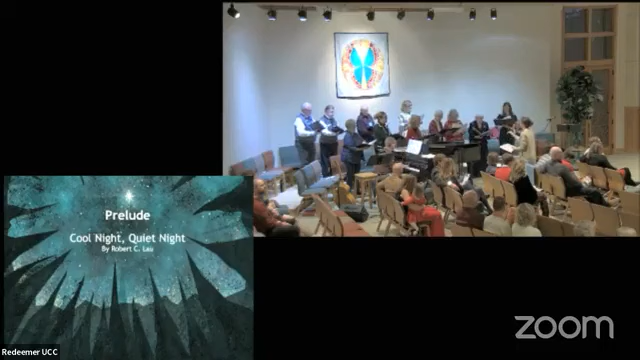 Prelude
Cool Night, Quiet Night
By Robert C. Lau
Redeemer UCC
zoom